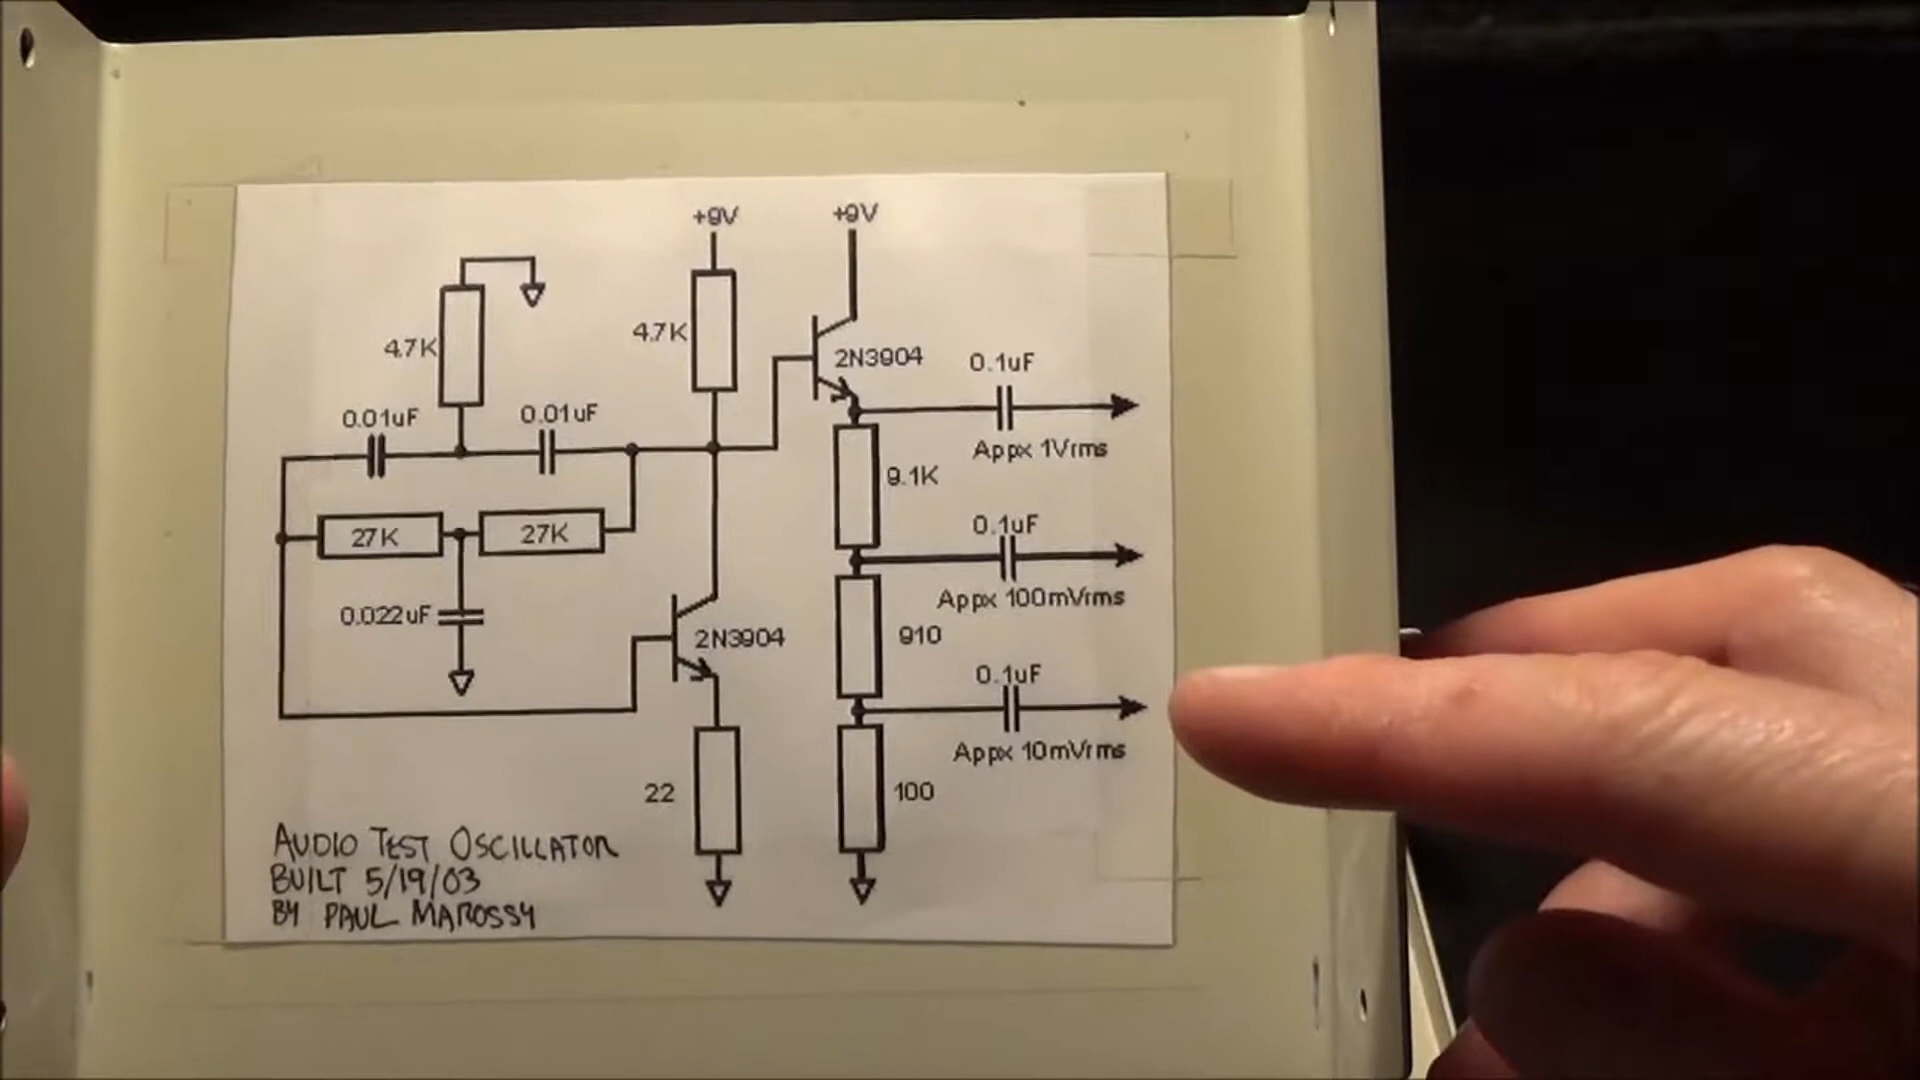 +9V +9V
4.7K
4.7K
2N3904
0.1uF
0.01uF 0.01uF
Appx 1Vrms
9.1K
27K 27K
0.1uF
0.022uF
Appx 100mVrms
2N3904
910
0.1uF
Appx 10mVrms
22
100
AUDIO TEST OSCILLATOR
BUILT 5/19/03
BY PAUL MAROSSY